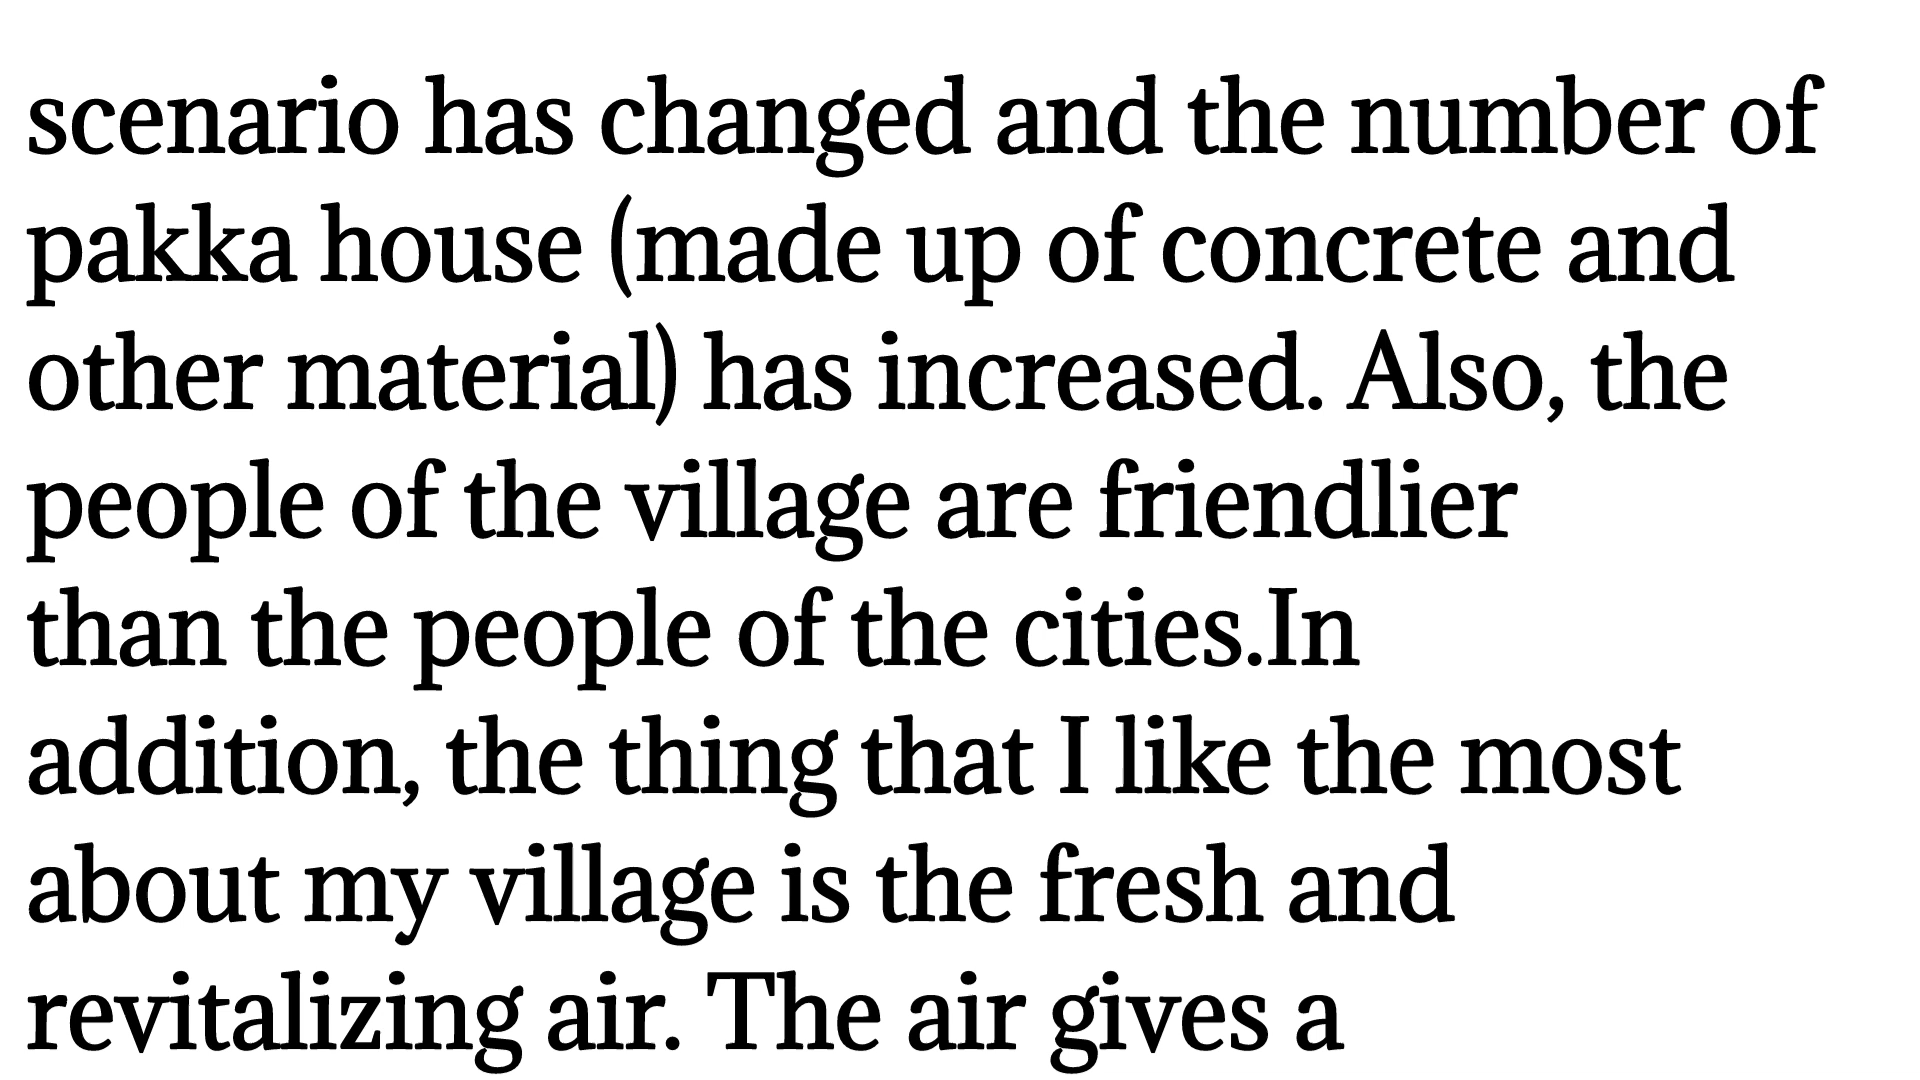 scenario has changed and the number of
pakka house (made up of concrete and
other material) has increased. Also, the
people of the village are friendlier
than the people of the cities.In
addition, the thing that I like the most
about my village is the fresh and
revitalizing air. The air gives a